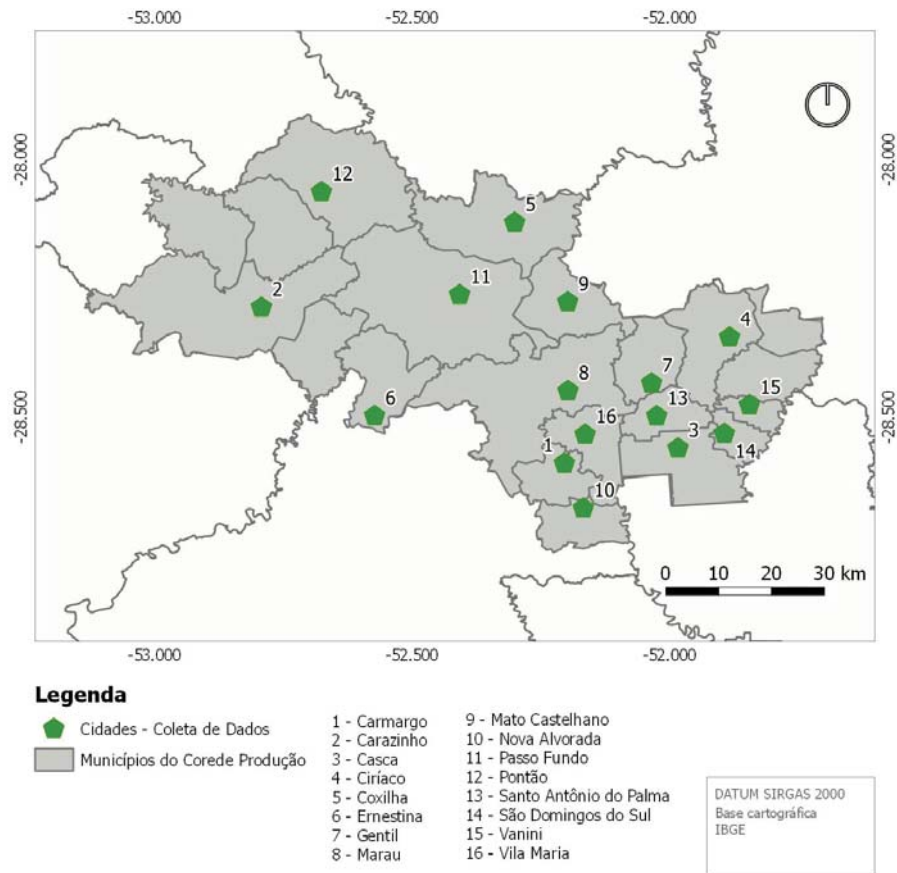 -53.000 -52.500 -52.000
-28.000 -28.000
12
5
11
9
2
4
8
7
15
6
13
16
3
14
1
10
-28.500 -28.500
0 10 20 30 km
-53.000 -52.500 -52.000
Legenda
Cidades - Coleta de Dados
Municípios do Corede Produção
1 - Carmargo
2 - Carazinho
3 - Casca
4 - Ciríaco
5 - Coxilha
6 - Ernestina
7 - Gentil
8 - Marau
9 - Mato Castelhano
10 - Nova Alvorada
11 - Passo Fundo
12 - Pontão
13 - Santo Antônio do Palma
14 - São Domingos do Sul
15 - Vanini
16 - Vila Maria
DATUM SIRGAS 2000
Base cartográfica
IBGE